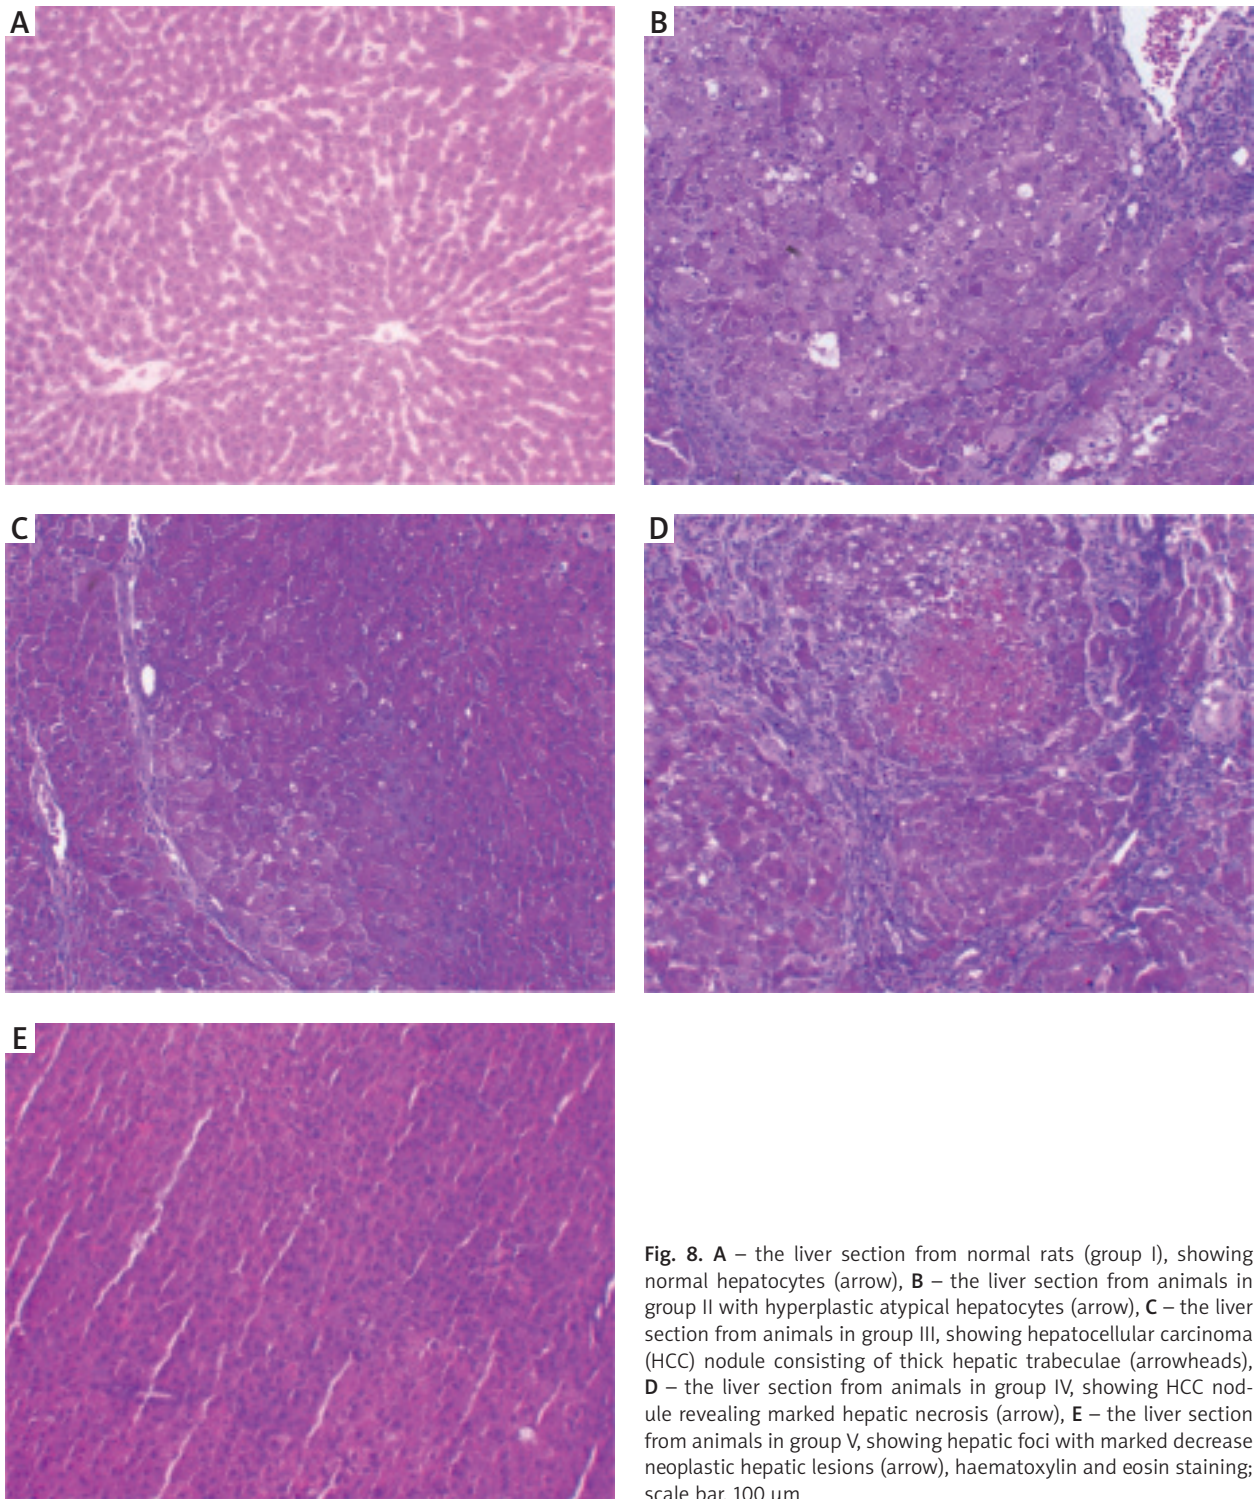 A
B
C
D
E
Fig. 8. A – the liver section from normal rats (group I), showing
normal hepatocytes (arrow), B – the liver section from animals in
group II with hyperplastic atypical hepatocytes (arrow), C – the liver
section from animals in group III, showing hepatocellular carcinoma
(HCC) nodule consisting of thick hepatic trabeculae (arrowheads),
D – the liver section from animals in group IV, showing HCC nod-
ule revealing marked hepatic necrosis (arrow), E – the liver section
from animals in group V, showing hepatic foci with marked decrease
neoplastic hepatic lesions (arrow), haematoxylin and eosin staining;
scale bar, 100 µm